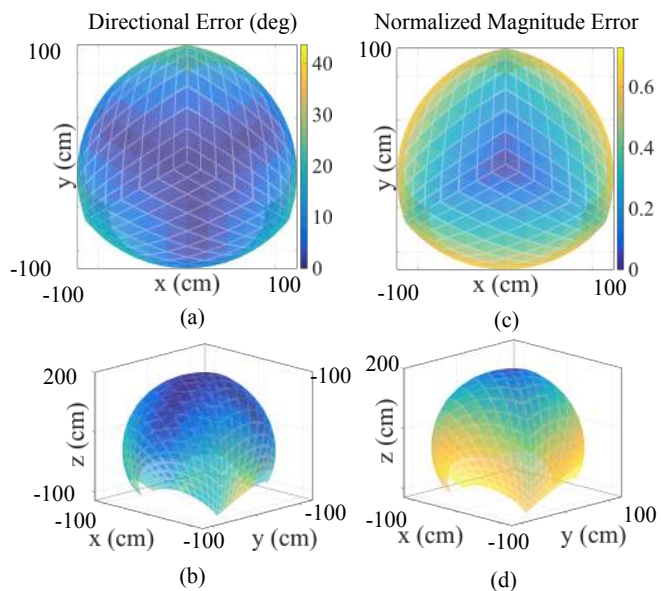 Directional Error (deg)
100
y (cm)
-100
-100
x (cm)
100
40
30
20
10
0
(a)
Normalized Magnitude Error
100
y (cm)
-100
-100
x (cm)
100
0.6
0.4
0.2
0
(c)
200
z (cm)
-100
-100
x (cm)
-100
y (cm)
-100
-100
(b)
200
z (cm)
-100
-100
x (cm)
-100
y (cm)
100
(d)